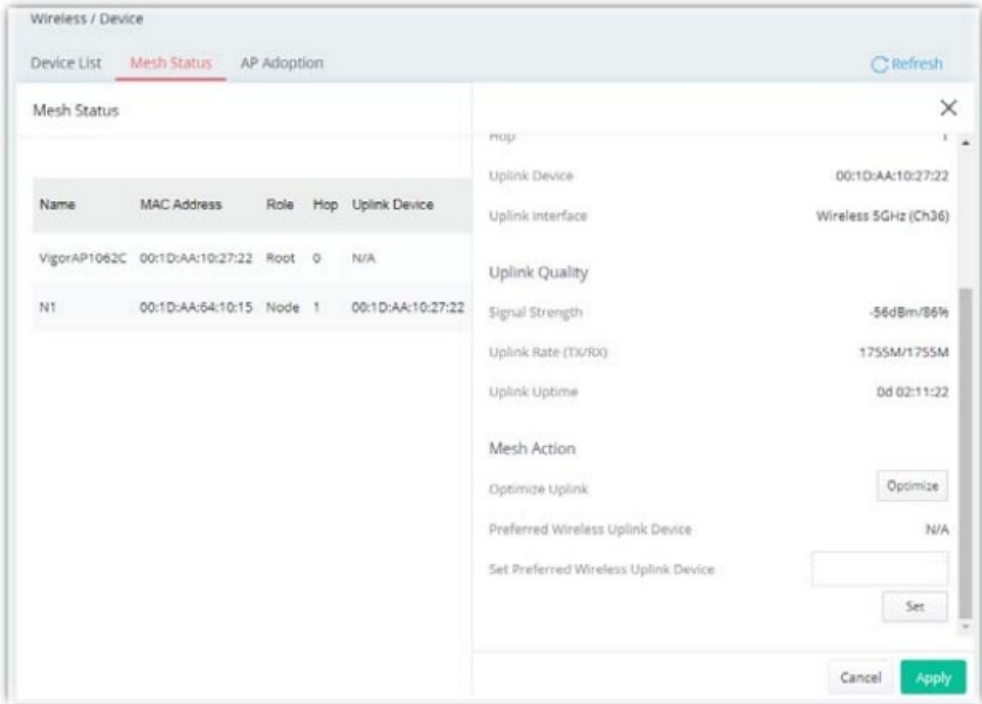 Wireless / Device
Device List Mesh Status AP Adoption Refresh
Mesh Status
Name MAC Address Role Hop Uplink Device
VigorAP1062C 00:1D:AA:10:27:22 Root 0 N/A
N1 00:1D:AA:64:10:15 Node 1 00:1D:AA:10:27:22
Hop 1
Uplink Device 00:1D:AA:10:27:22
Uplink Interface Wireless 5GHz (Ch36)
Uplink Quality
Signal Strength -56dBm/86%
Uplink Rate (TX/RX) 1755M/1755M
Uplink Uptime 0d 02:11:22
Mesh Action
Optimize Uplink Optimize
Preferred Wireless Uplink Device N/A
Set Preferred Wireless Uplink Device
Set
Cancel Apply